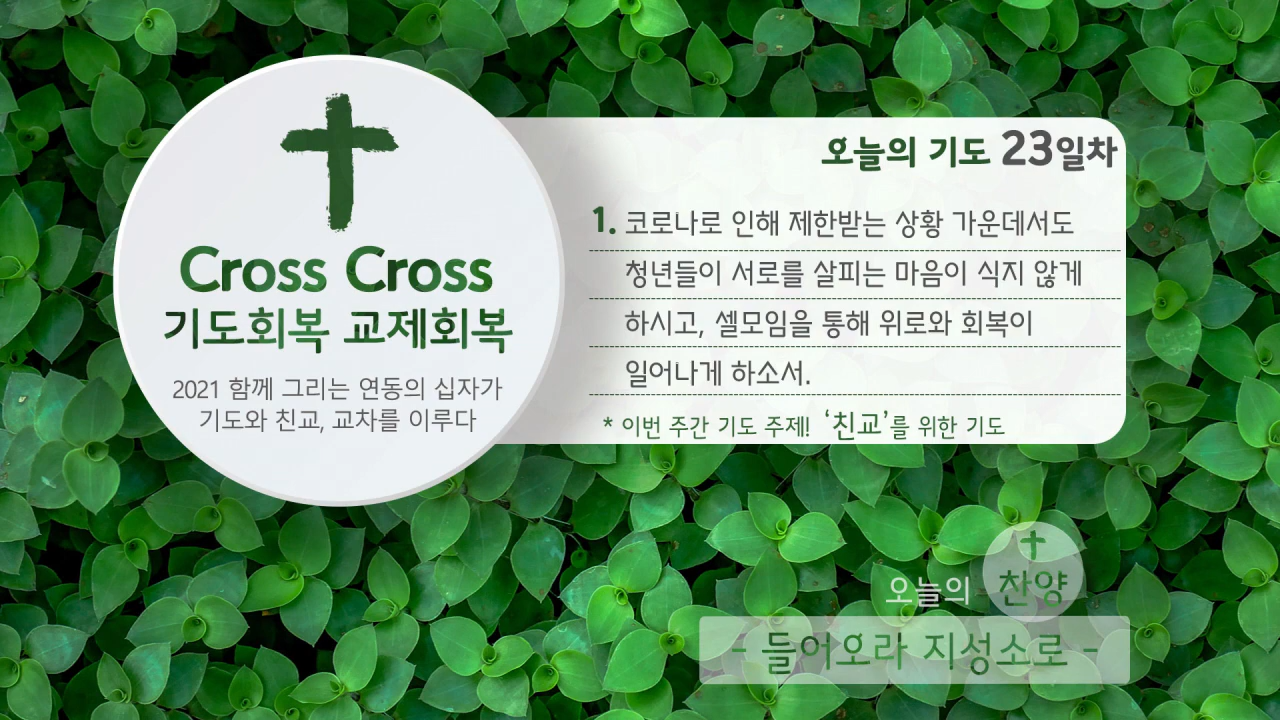 Cross Cross
기도회복 교제회복
2021 함께 그리는 연동의 십자가
기도와 친교, 교차를 이루다
오늘의 기도 23일차
1. 코로나로 인해 제한받는 상황 가운데서도
청년들이 서로를 살피는 마음이 식지 않게
하시고, 셀모임을 통해 위로와 회복이
일어나게 하소서.
* 이번 주간 기도 주제! ‘친교’를 위한 기도
오늘의 찬양
- 들어오라 지성소로 -